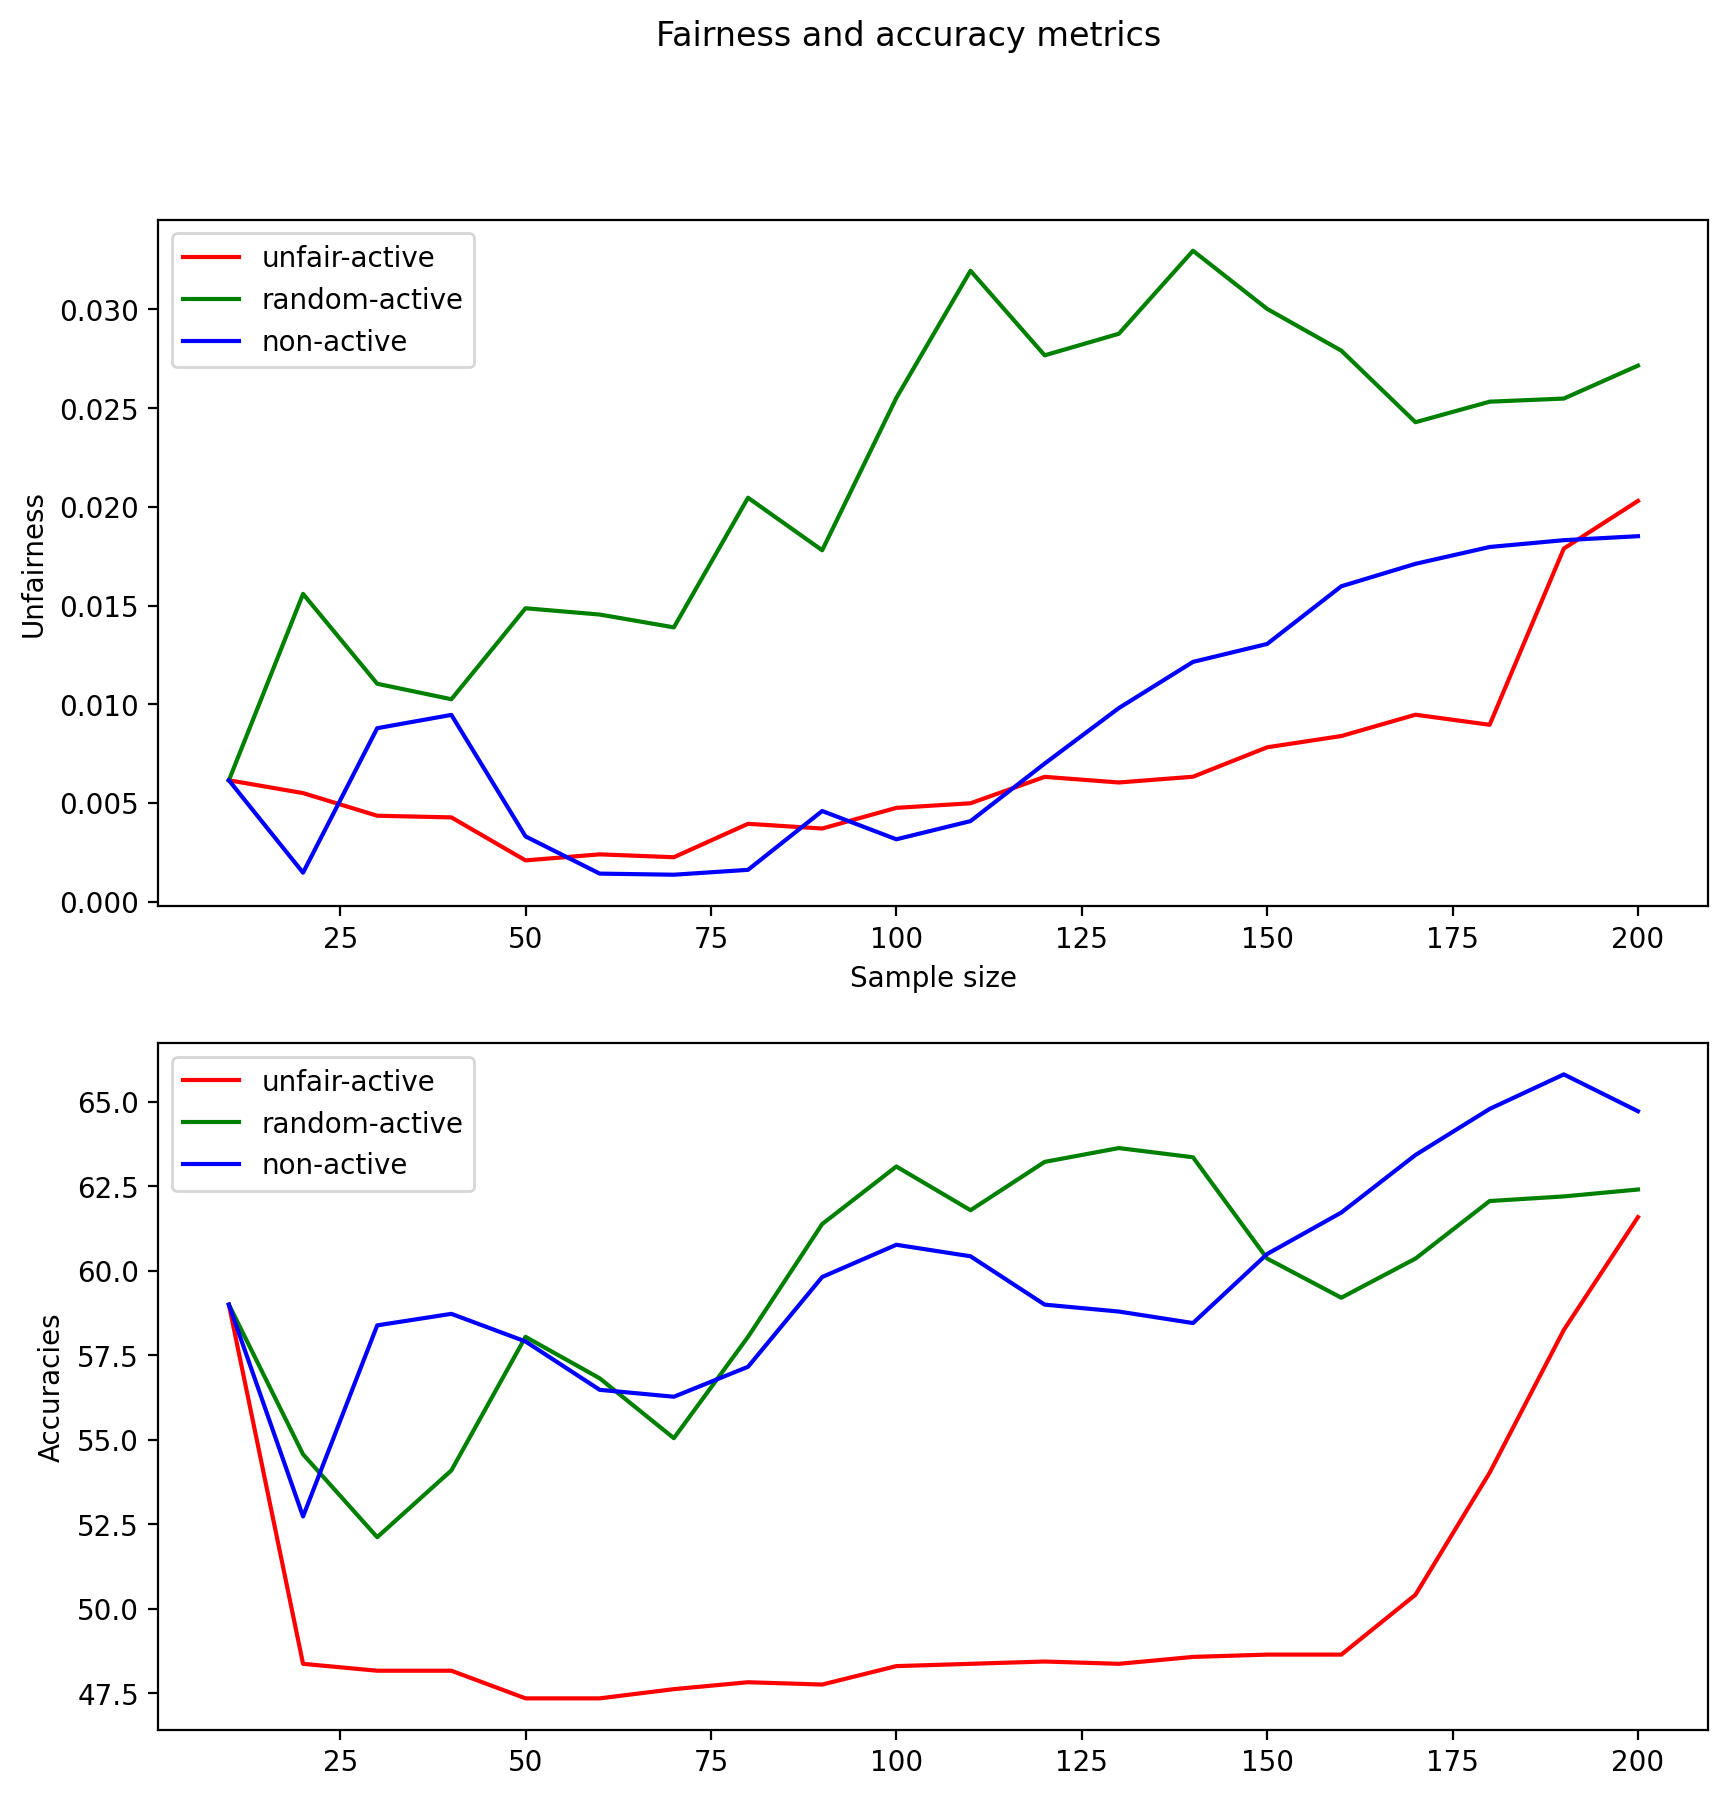 Fairness and accuracy metrics
unfair-active
random-active
non-active
0.030
0.025
0.020
0.015
0.010
0.005
0.000
Unfairness
25 50 75 100 125 150 175 200
Sample size
unfair-active
random-active
non-active
65.0
62.5
60.0
57.5
55.0
52.5
50.0
47.5
Accuracies
25 50 75 100 125 150 175 200